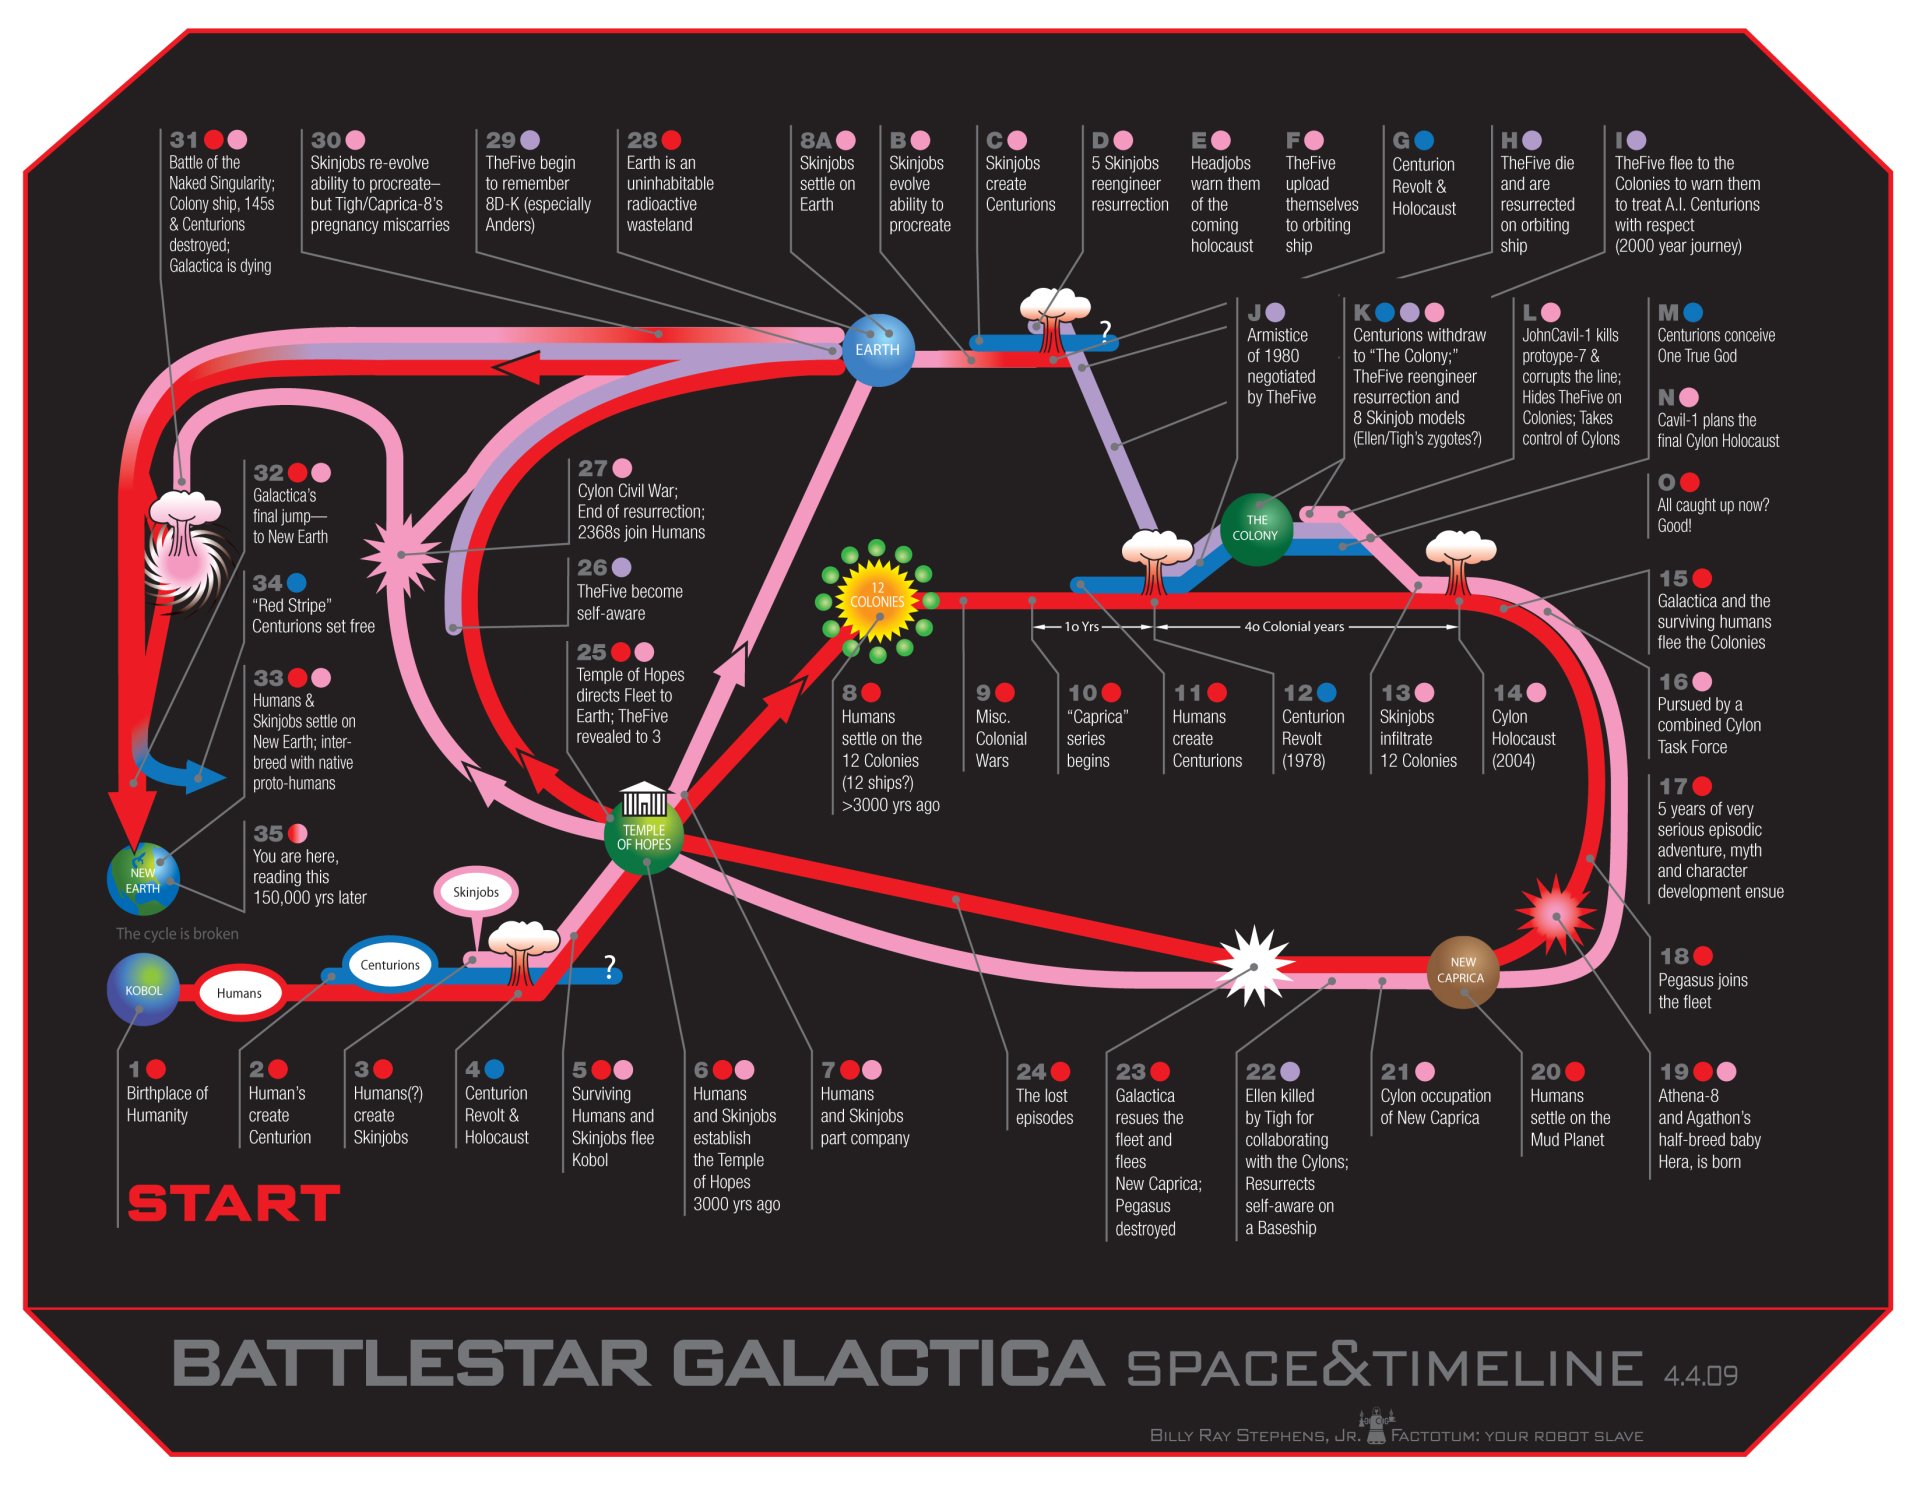 31
Battle of the
Naked Singularity;
Colony ship, 145s
& Centurions
destroyed;
Galactica is dying
30
Skinjobs re-evolve
ability to procreate–
but Tigh/Caprica-8's
pregnancy miscarries
29
TheFive begin
to remember
8D-K (especially
Anders)
28
Earth is an
uninhabitable
radioactive
wasteland
8A
Skinjobs
settle on
Earth
B
Skinjobs
evolve
ability to
procreate
C
Skinjobs
create
Centurions
D
5 Skinjobs
reengineer
resurrection
E
Headjobs
warn them
of the
coming
holocaust
F
TheFive
upload
themselves
to orbiting
ship
G
Centurion
Revolt &
Holocaust
H
TheFive die
and are
resurrected
on orbiting
ship
I
TheFive flee to the
Colonies to warn them
to treat A.I. Centurions
with respect
(2000 year journey)
J
Armistice
of 1980
negotiated
by TheFive
K
Centurions withdraw
to "The Colony;"
TheFive reengineer
resurrection and
8 Skinjob models
(Ellen/Tigh's zygotes?)
L
JohnCavil-1 kills
protoype-7 &
corrupts the line;
Hides TheFive on
Colonies; Takes
control of Cylons
M
Centurions conceive
One True God
N
Cavil-1 plans the
final Cylon Holocaust
O
All caught up now?
Good!
EARTH
?
THE
COLONY
32
Galactica's
final jump—
to New Earth
34
"Red Stripe"
Centurions set free
33
Humans &
Skinjobs settle on
New Earth; inter-
breed with native
proto-humans
35
You are here,
reading this
150,000 yrs later
27
Cylon Civil War;
End of resurrection;
2368s join Humans
26
TheFive become
self-aware
25
Temple of Hopes
directs Fleet to
Earth; TheFive
revealed to 3
12
COLONIES
10 Yrs
40 Colonial years
8
Humans
settle on the
12 Colonies
(12 ships?)
>3000 yrs ago
9
Misc.
Colonial
Wars
10
"Caprica"
series
begins
11
Humans
create
Centurions
12
Centurion
Revolt
(1978)
13
Skinjobs
infiltrate
12 Colonies
14
Cylon
Holocaust
(2004)
15
Galactica and the
surviving humans
flee the Colonies
16
Pursued by a
combined Cylon
Task Force
17
5 years of very
serious episodic
adventure, myth
and character
development ensue
18
Pegasus joins
the fleet
TEMPLE
OF HOPES
NEW
EARTH
The cycle is broken
KOBOL
Humans
Centurions
Skinjobs
?
NEW
CAPRICA
1
Birthplace of
Humanity
2
Human's
create
Centurion
3
Humans(?)
create
Skinjobs
4
Centurion
Revolt &
Holocaust
5
Surviving
Humans and
Skinjobs flee
Kobol
6
Humans
and Skinjobs
establish
the Temple
of Hopes
3000 yrs ago
7
Humans
and Skinjobs
part company
24
The lost
episodes
23
Galactica
resues the
fleet and
flees
New Caprica;
Pegasus
destroyed
22
Ellen killed
by Tigh for
collaborating
with the Cylons;
Resurrects
self-aware on
a Baseship
21
Cylon occupation
of New Caprica
20
Humans
settle on the
Mud Planet
19
Athena-8
and Agathon's
half-breed baby
Hera, is born
START
BATTLESTAR GALACTICA SPACE&TIMELINE 4.4.09
BILLY RAY STEPHENS, JR. FACTOTUM: YOUR ROBOT SLAVE